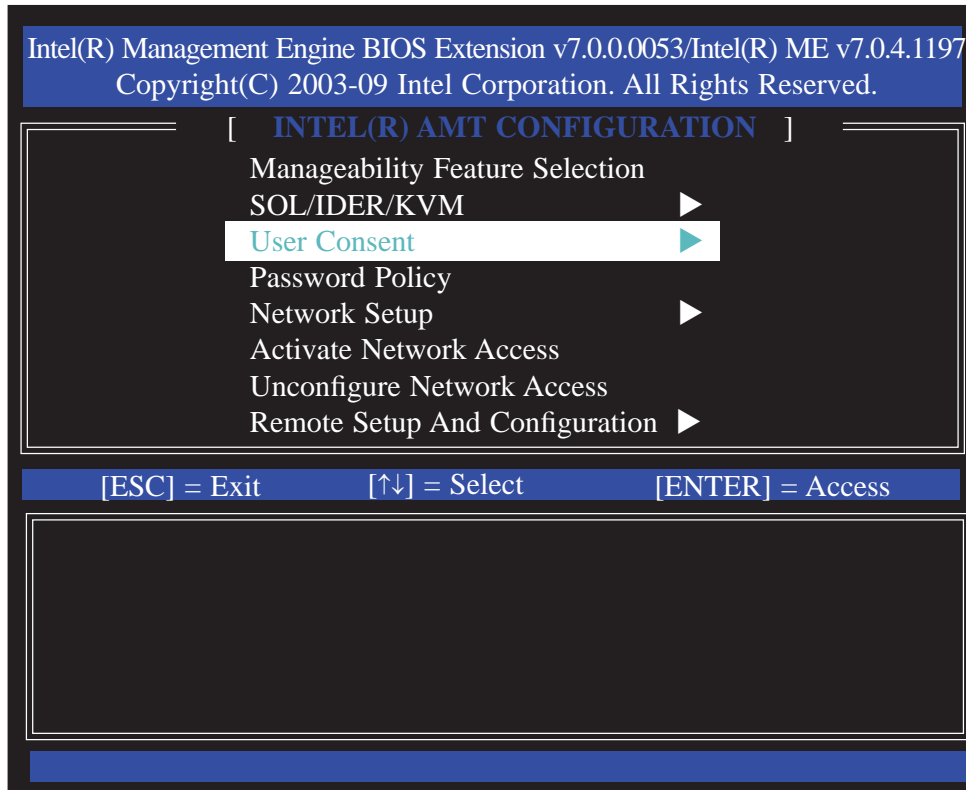 Intel(R) Management Engine BIOS Extension v7.0.0.0053/Intel(R) ME v7.0.4.1197
Copyright(C) 2003-09 Intel Corporation. All Rights Reserved.
[ INTEL(R) AMT CONFIGURATION ]
Manageability Feature Selection
SOL/IDER/KVM ▶
User Consent ▶
Password Policy
Network Setup ▶
Activate Network Access
Unconfigure Network Access
Remote Setup And Configuration ▶
[ESC] = Exit [↑↓] = Select [ENTER] = Access